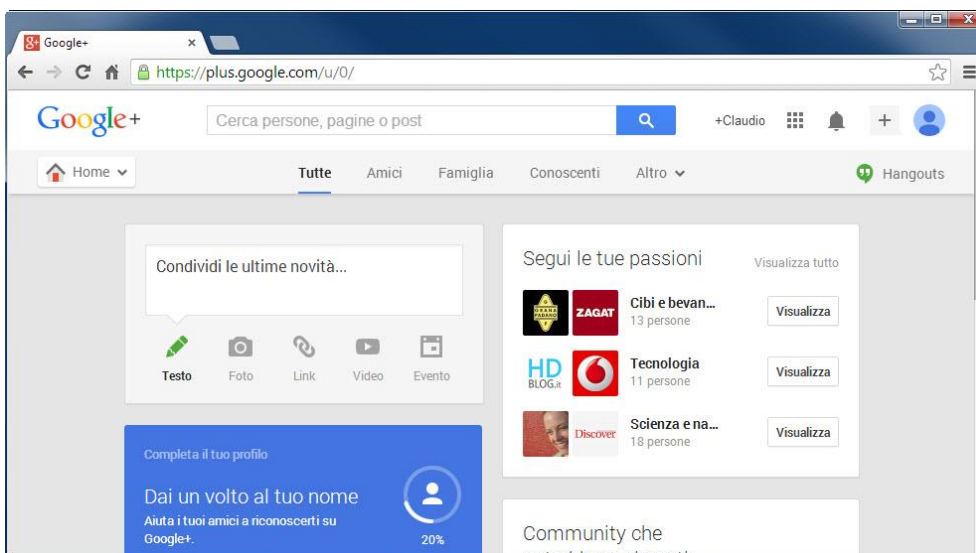 Google+
https://plus.google.com/u/0/
Google+
Cerca persone, pagine o post
+Claudio
Home
Tutte Amici Famiglia Conoscenti Altro
Hangouts
Condividi le ultime novità...
Testo Foto Link Video Evento
Completa il tuo profilo
Dai un volto al tuo nome
Aiuta i tuoi amici a riconoscerti su
Google+.
20%
Segui le tue passioni
Visualizza tutto
GRANA
PADANO
ZAGAT
Cibi e bevan...
13 persone
Visualizza
HD
BLOG.it
Tecnologia
11 persone
Visualizza
Discover
Scienza e na...
18 persone
Visualizza
Community che